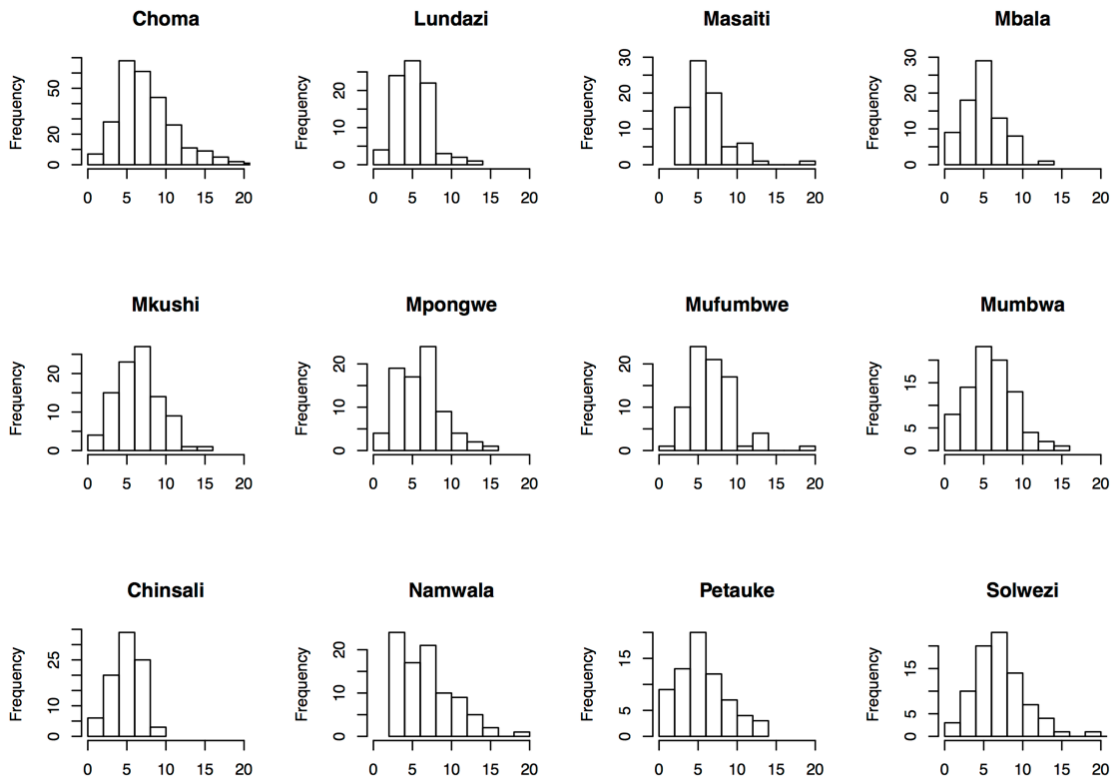 Choma
Frequency
0 50
0 5 10 15 20
Lundazi
Frequency
0 10 20
0 5 10 15 20
Masaiti
Frequency
0 10 20 30
0 5 10 15 20
Mbala
Frequency
0 10 20 30
0 5 10 15 20
Mkushi
Frequency
0 10 20
0 5 10 15 20
Mpongwe
Frequency
0 10 20
0 5 10 15 20
Mufumbwe
Frequency
0 10 20
0 5 10 15 20
Mumbwa
Frequency
0 5 15
0 5 10 15 20
Chinsali
Frequency
0 10 25
0 5 10 15 20
Namwala
Frequency
0 10 20
0 5 10 15 20
Petauke
Frequency
0 5 15
0 5 10 15 20
Solwezi
Frequency
0 5 15
0 5 10 15 20